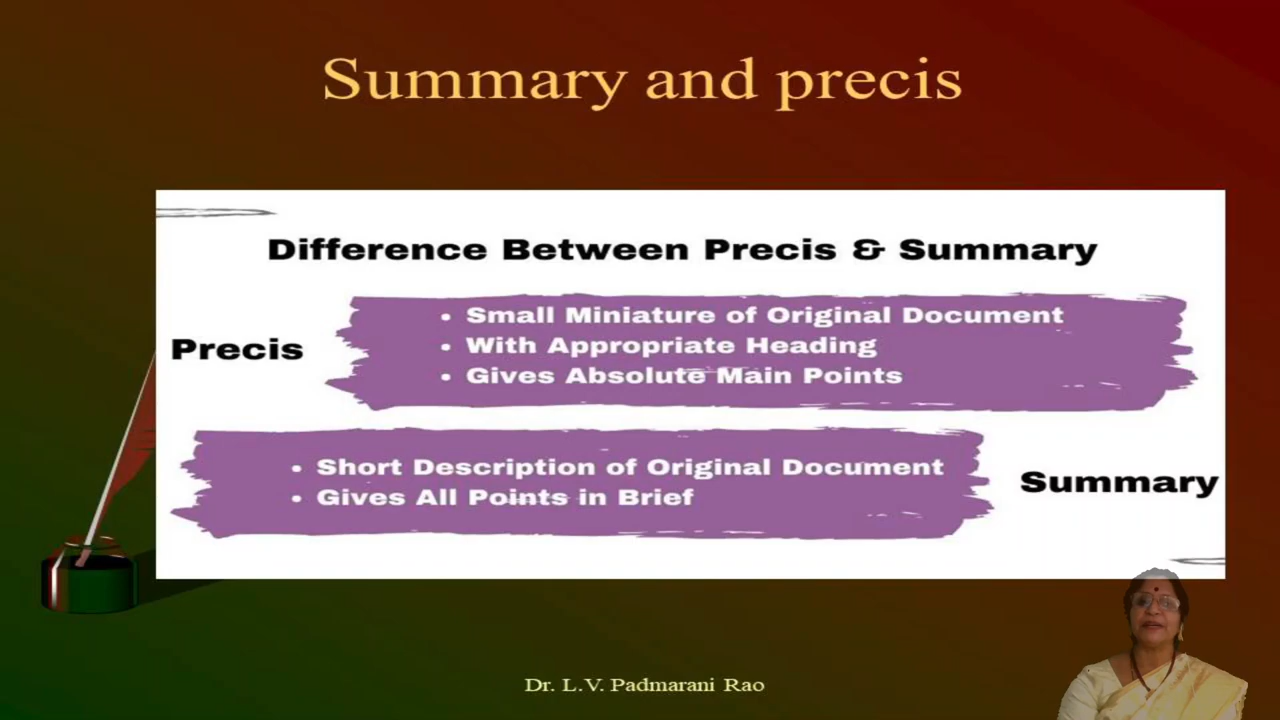 Summary and precis
Difference Between Precis & Summary
Precis
• Small Miniature of Original Document
• With Appropriate Heading
• Gives Absolute Main Points
• Short Description of Original Document
• Gives All Points in Brief
Summary
Dr. L.V. Padmarani Rao